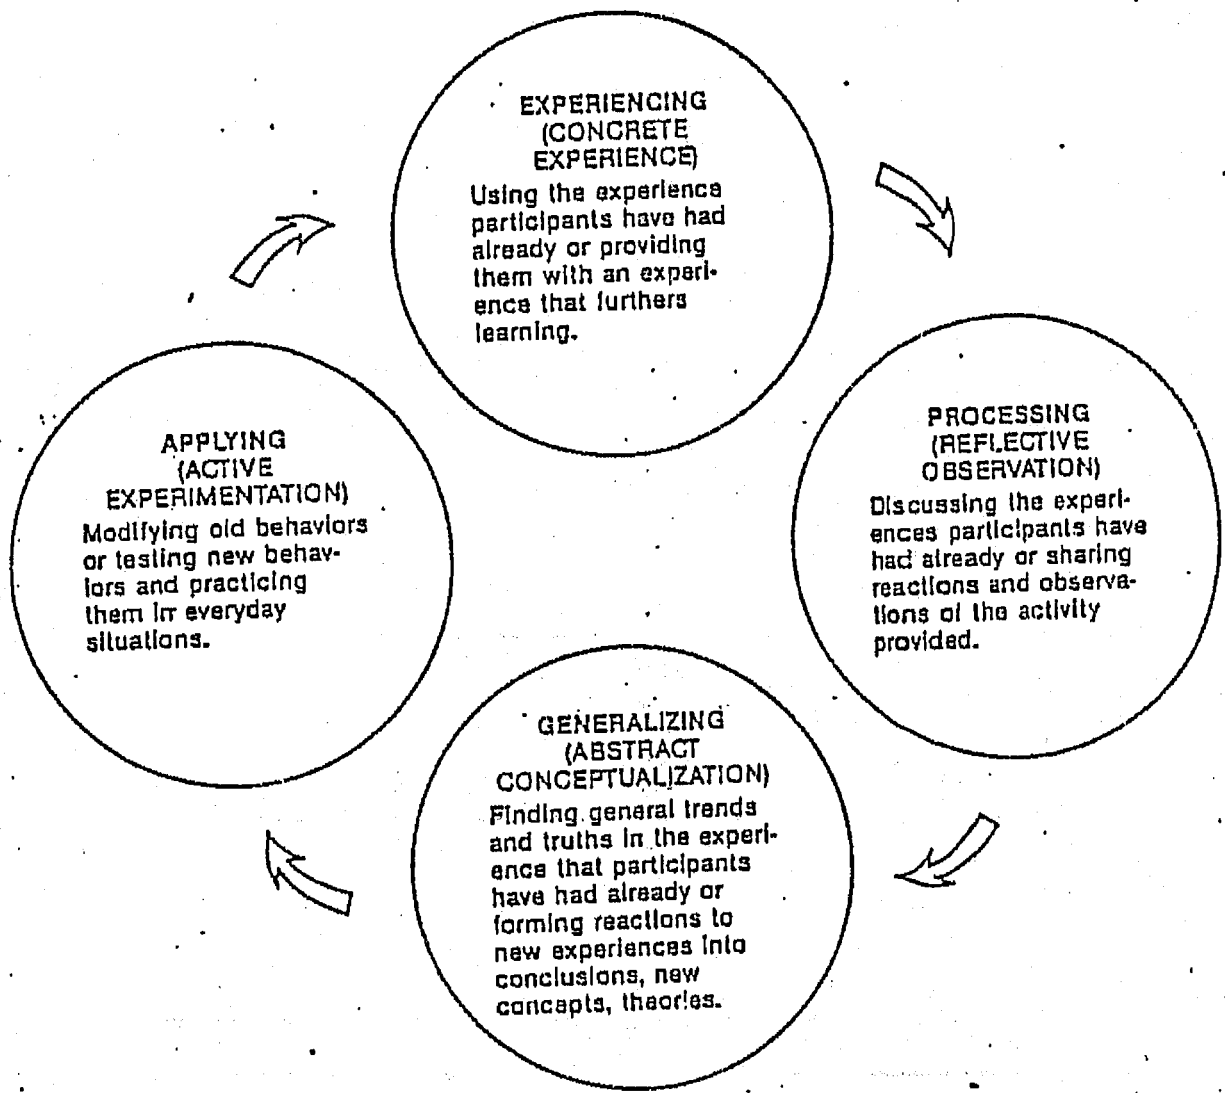 EXPERIENCING
(CONCRETE
EXPERIENCE)
Using the experience
participants have had
already or providing
them with an experi-
ence that furthers
learning.
PROCESSING
(REFLECTIVE
OBSERVATION)
Discussing the experi-
ences participants have
had already or sharing
reactions and observa-
tions of the activity
provided.
GENERALIZING
(ABSTRACT
CONCEPTUALIZATION)
Finding general trends
and truths in the experi-
ence that participants
have had already or
forming reactions to
new experiences into
conclusions, new
concepts, theories.
APPLYING
(ACTIVE
EXPERIMENTATION)
Modifying old behaviors
or testing new behav-
iors and practicing
them in everyday
situations.